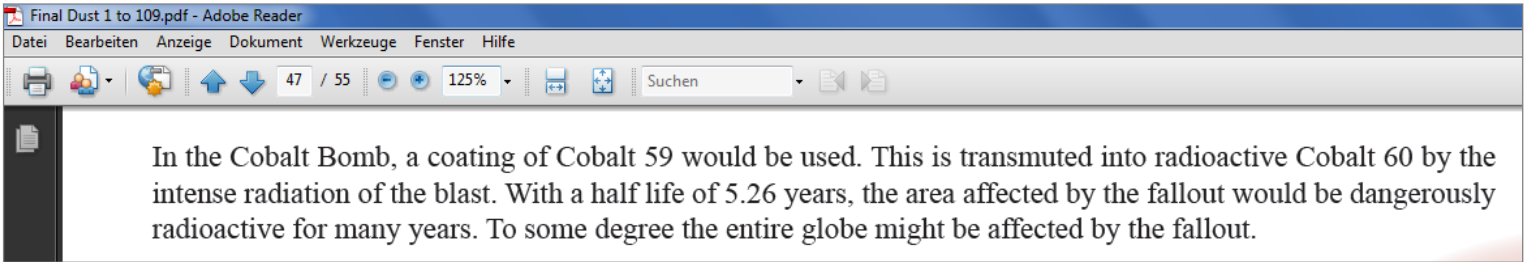 Final Dust 1 to 109.pdf - Adobe Reader
Datei Bearbeiten Anzeige Dokument Werkzeuge Fenster Hilfe
47 / 55 125% Suchen
In the Cobalt Bomb, a coating of Cobalt 59 would be used. This is transmuted into radioactive Cobalt 60 by the
intense radiation of the blast. With a half life of 5.26 years, the area affected by the fallout would be dangerously
radioactive for many years. To some degree the entire globe might be affected by the fallout.